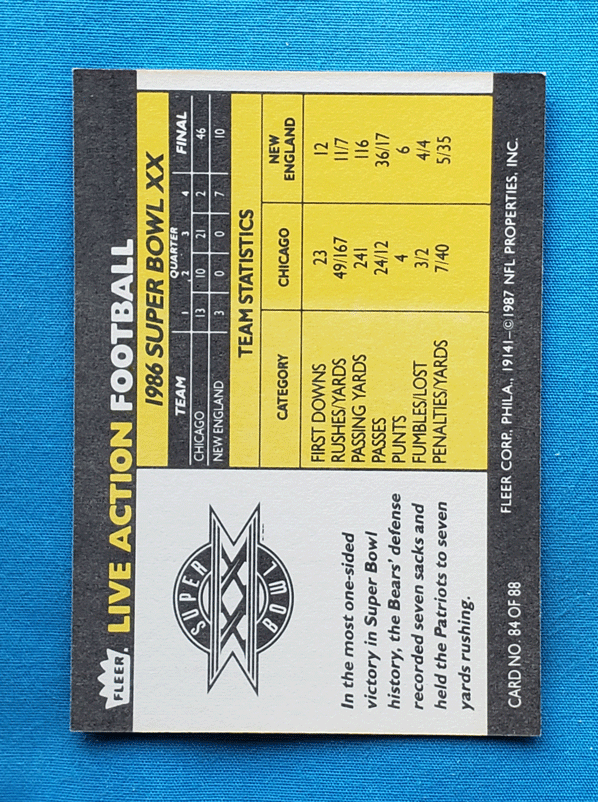 FLEER. LIVE ACTION FOOTBALL
SUPER
XX
BOWL
In the most one-sided
victory in Super Bowl
history, the Bears' defense
recorded seven sacks and
held the Patriots to seven
yards rushing.
1986 SUPER BOWL XX
TEAM QUARTER FINAL
1 2 3 4
CHICAGO 13 10 21 2 46
NEW ENGLAND 3 0 0 7 10
TEAM STATISTICS
CATEGORY CHICAGO NEW ENGLAND
FIRST DOWNS 23 12
RUSHES/YARDS 49/167 11/7
PASSING YARDS 241 116
PASSES 24/12 36/17
PUNTS 4 6
FUMBLES/LOST 3/2 4/4
PENALTIES/YARDS 7/40 5/35
CARD NO. 84 OF 88 FLEER CORP., PHILA., 19141–©1987 NFL PROPERTIES, INC.